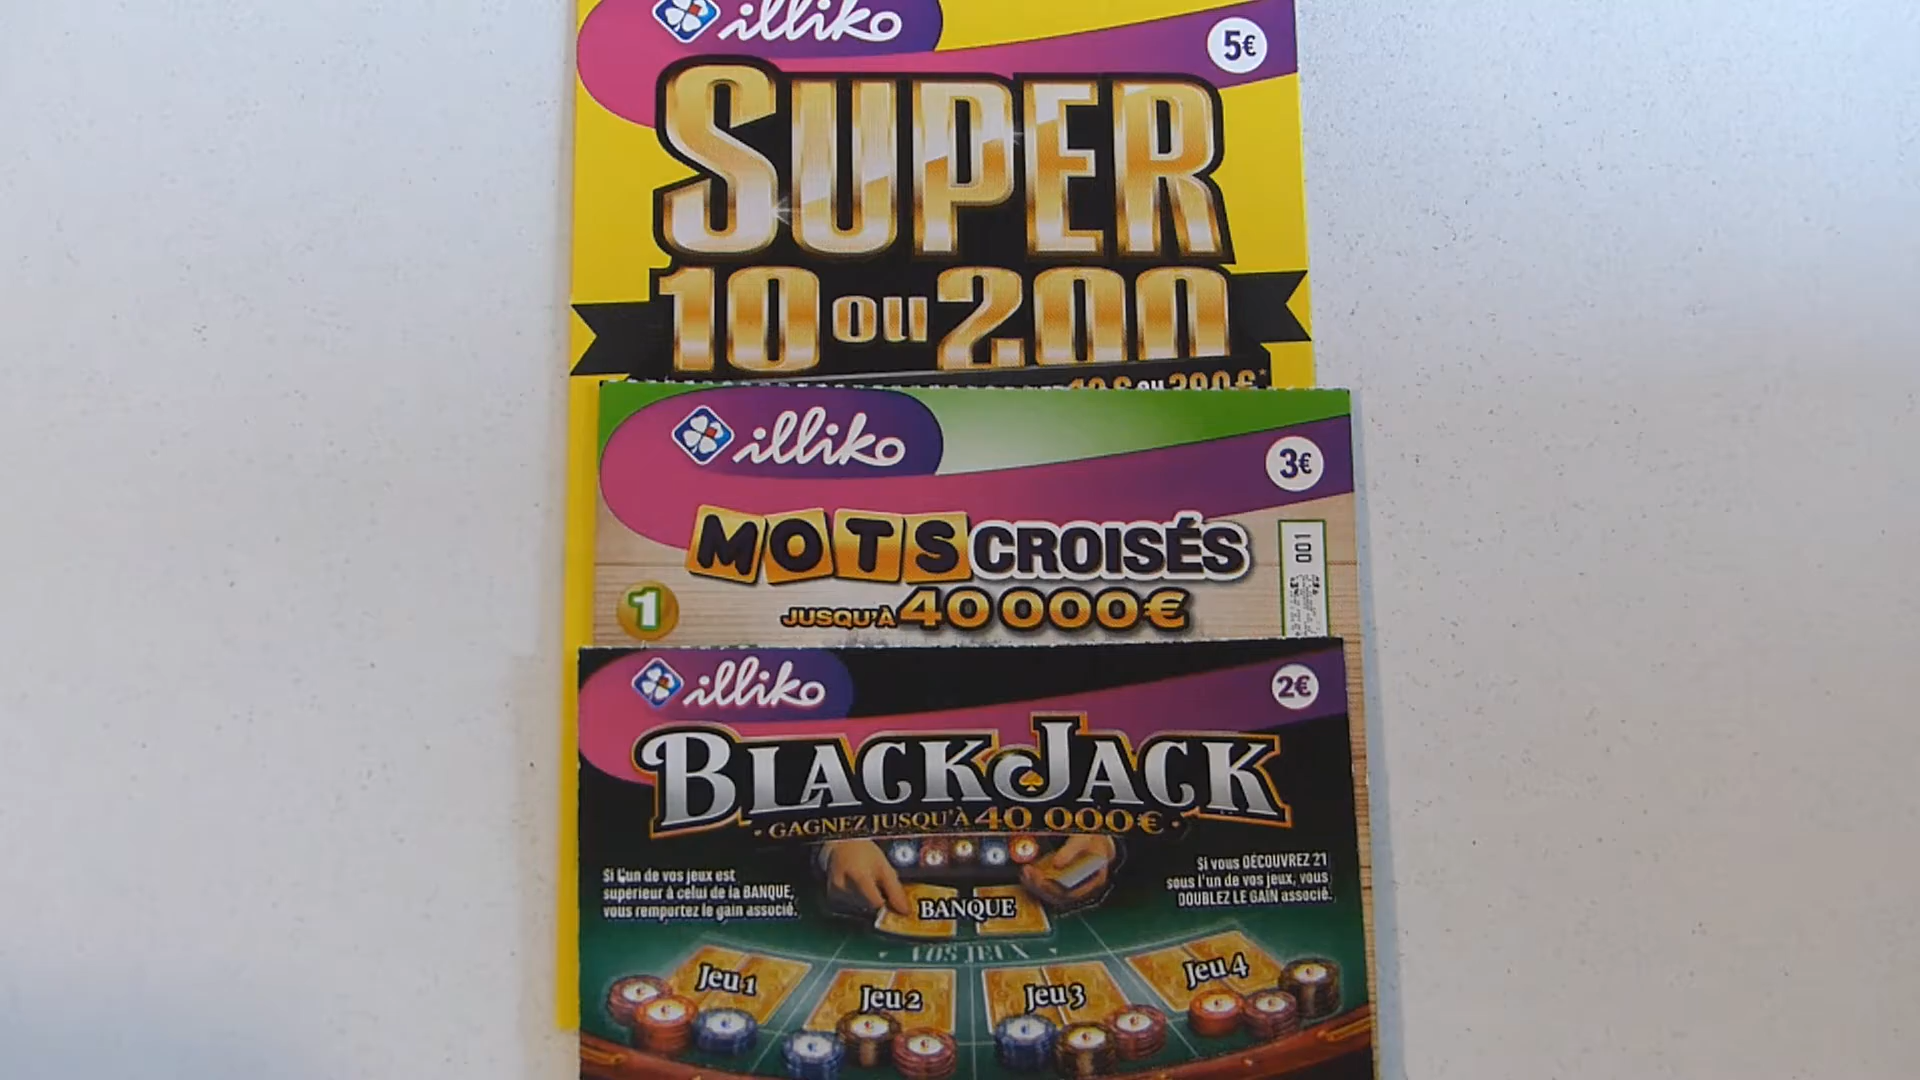 illiko
5€
SUPER
10 ou 200
illiko
3€
MOTS CROISÉS
001
1
JUSQU'À 40 000€
illiko
2€
BLACKJACK
• GAGNEZ JUSQU'À 40 000€ •
Si l'un de vos jeux est
supérieur à celui de la BANQUE,
vous remportez le gain associé.
Si vous DÉCOUVREZ 21
sous l'un de vos jeux, vous
DOUBLEZ LE GAIN associé.
BANQUE
VOS JEUX
Jeu 1
Jeu 2
Jeu 3
Jeu 4